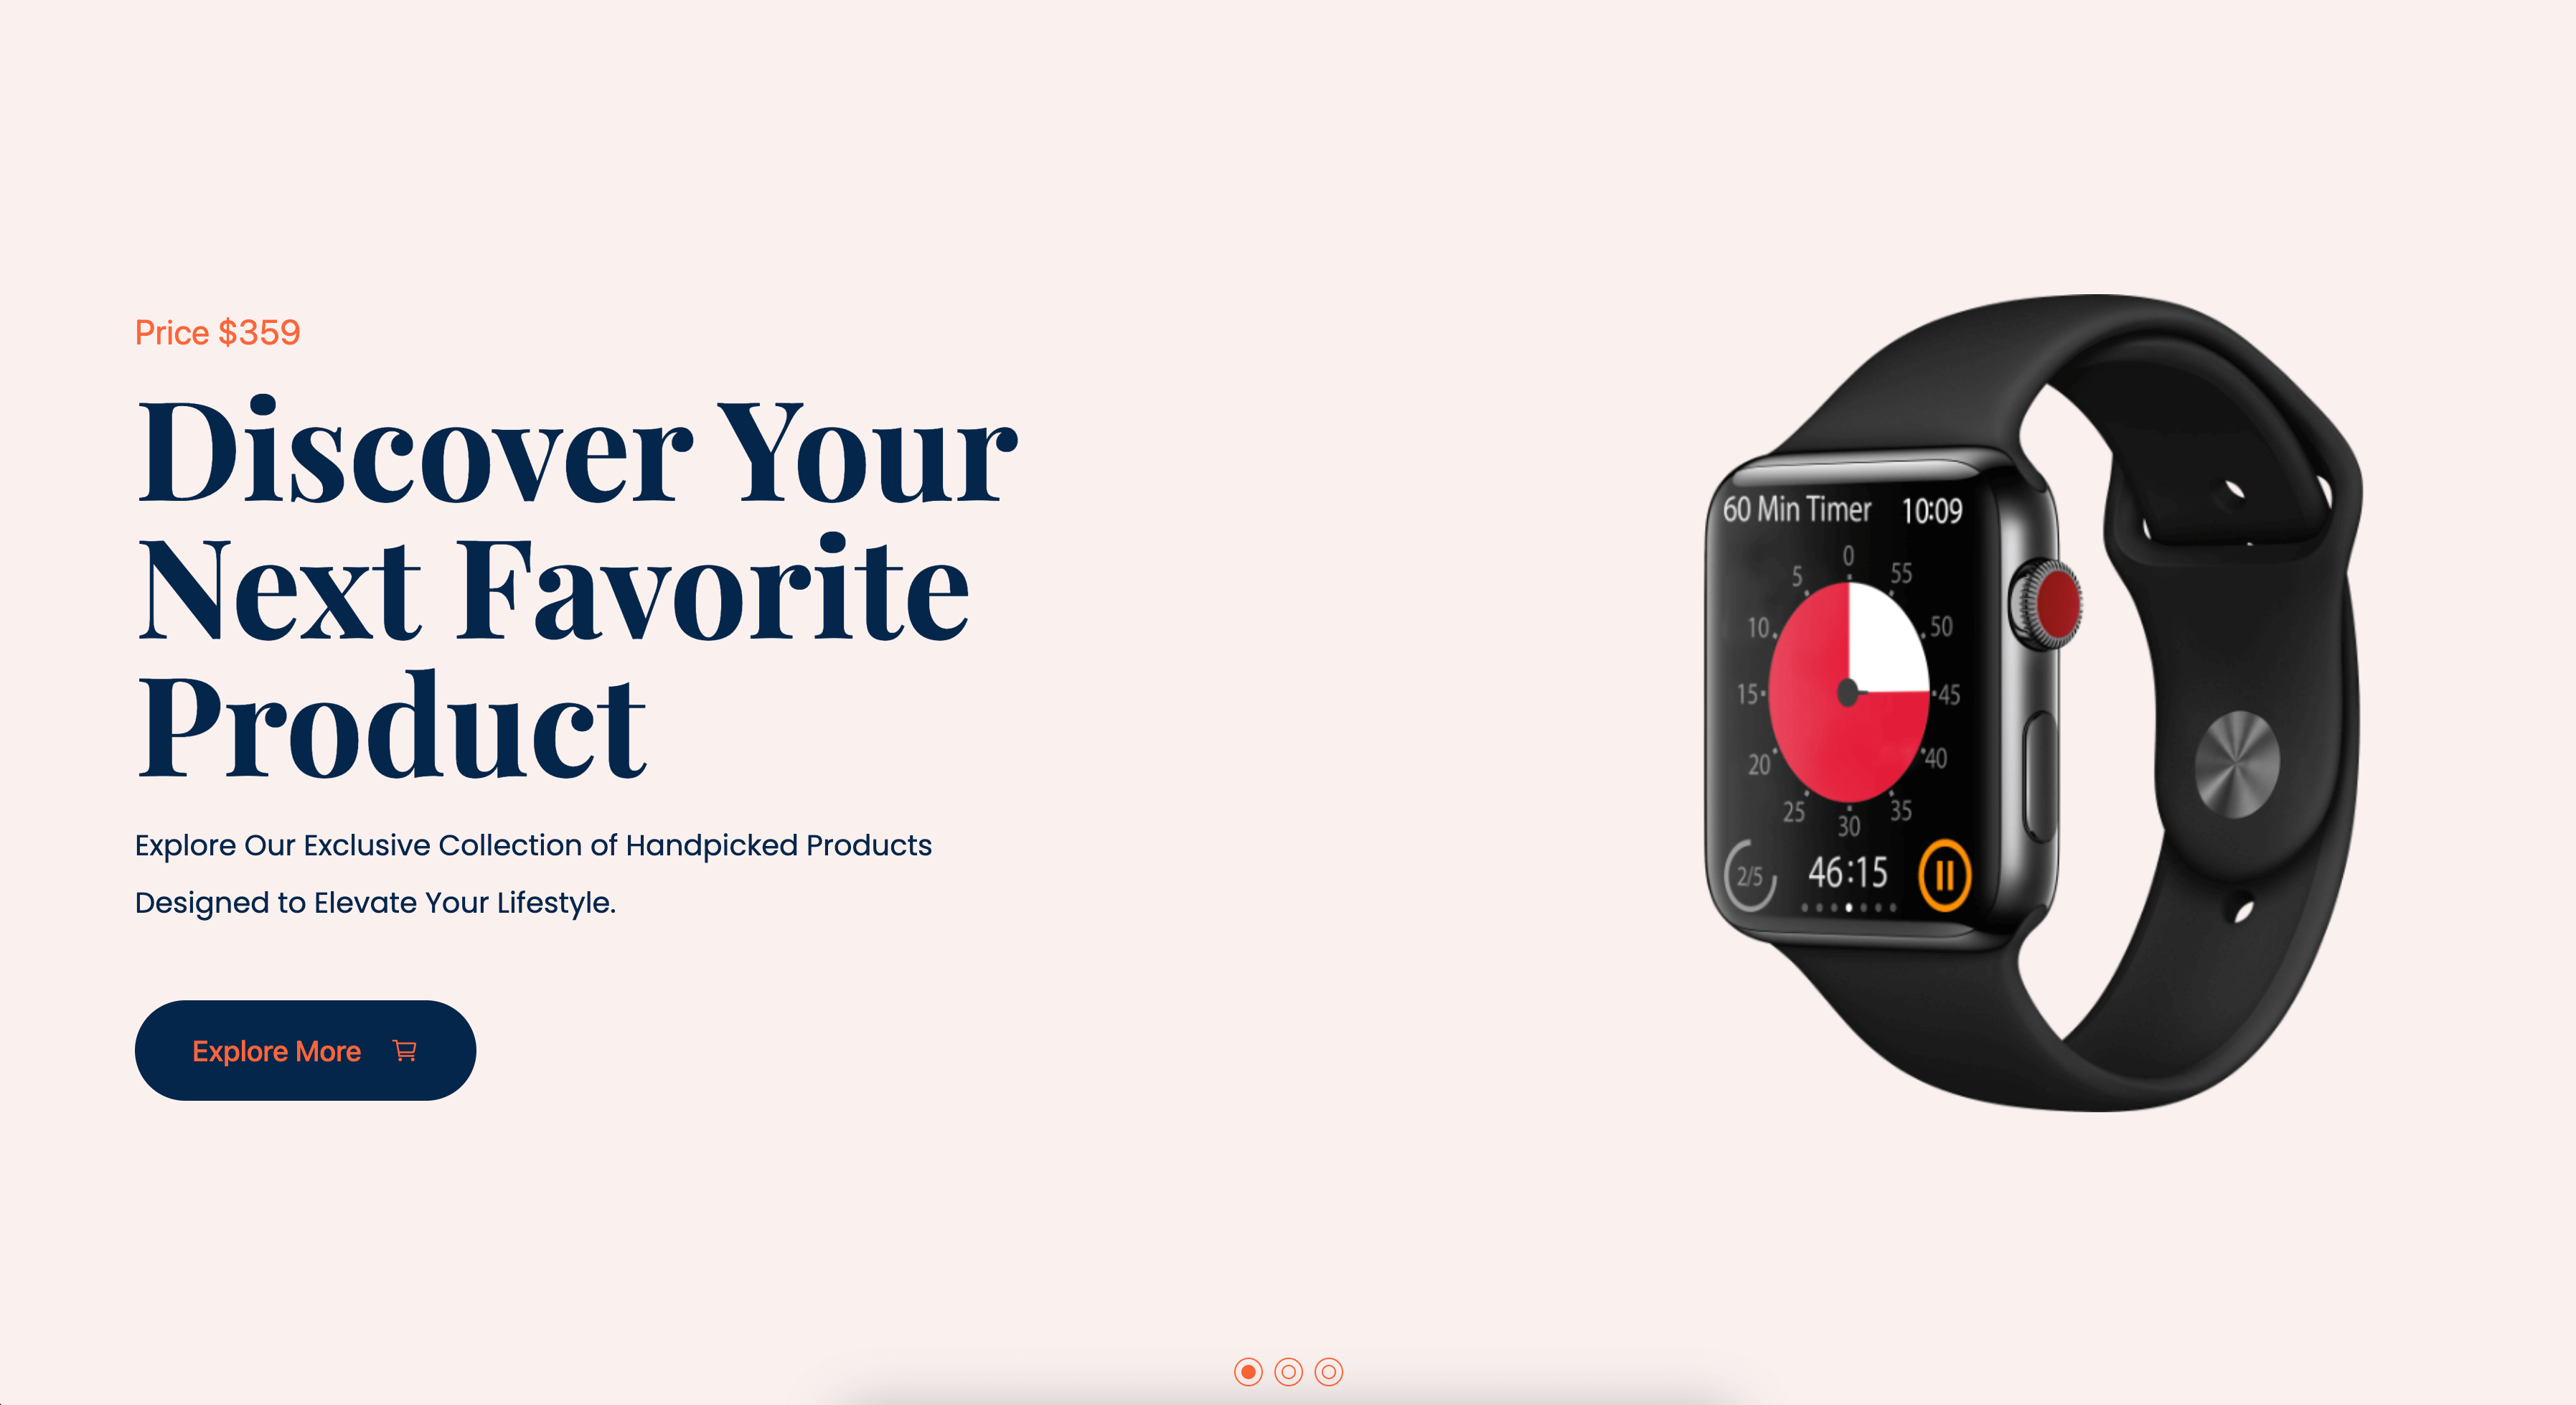 Price $359
Discover Your
Next Favorite
Product
Explore Our Exclusive Collection of Handpicked Products
Designed to Elevate Your Lifestyle.
Explore More
60 Min Timer 10:09
0
5 55
10 50
15 45
20 40
25 35
30
2/5 46:15